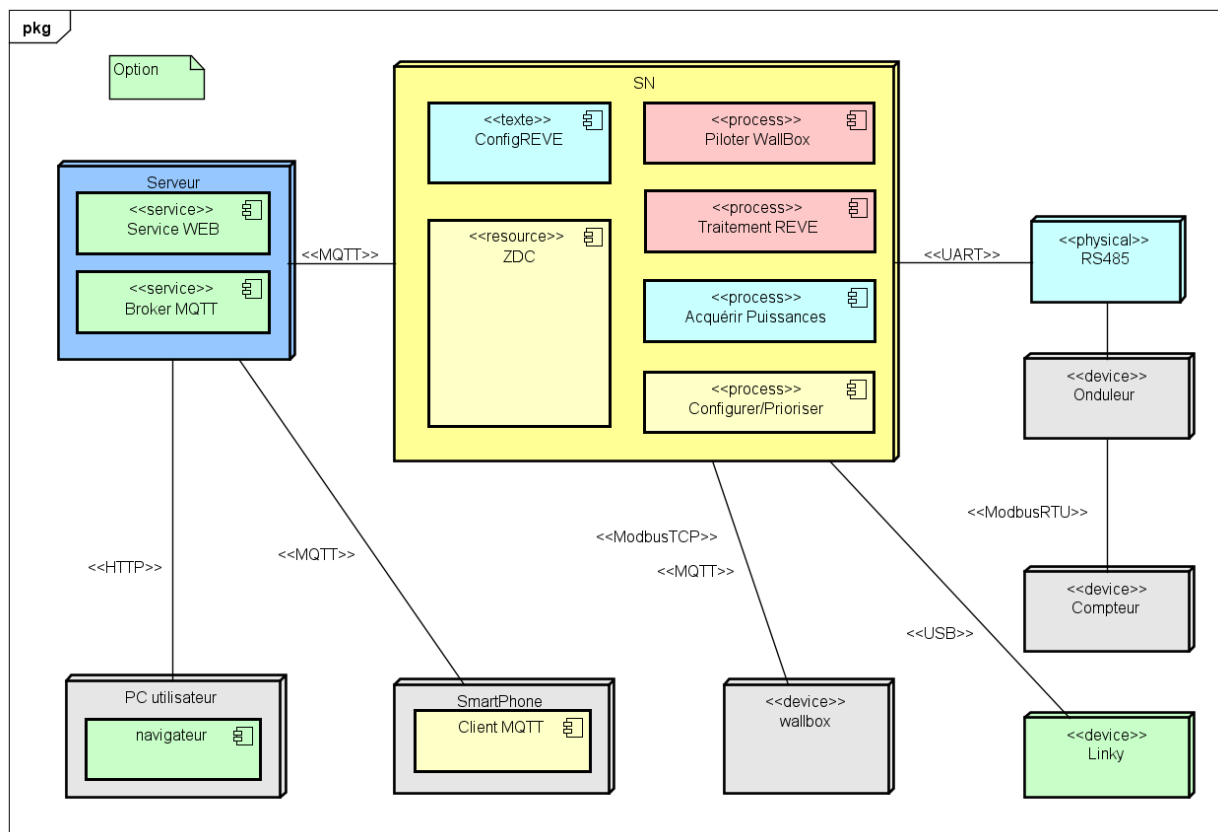 pkg
Option
SN
<<texte>>
ConfigREVE
<<process>>
Piloter WallBox
Serveur
<<service>>
Service WEB
<<service>>
Broker MQTT
<<MQTT>>
<<resource>>
ZDC
<<process>>
Traitement REVE
<<process>>
Acquérir Puissances
<<process>>
Configurer/Prioriser
<<UART>>
<<physical>>
RS485
<<device>>
Onduleur
<<ModbusRTU>>
<<device>>
Compteur
<<HTTP>>
<<MQTT>>
<<ModbusTCP>>
<<MQTT>>
<<USB>>
PC utilisateur
navigateur
SmartPhone
Client MQTT
<<device>>
wallbox
<<device>>
Linky